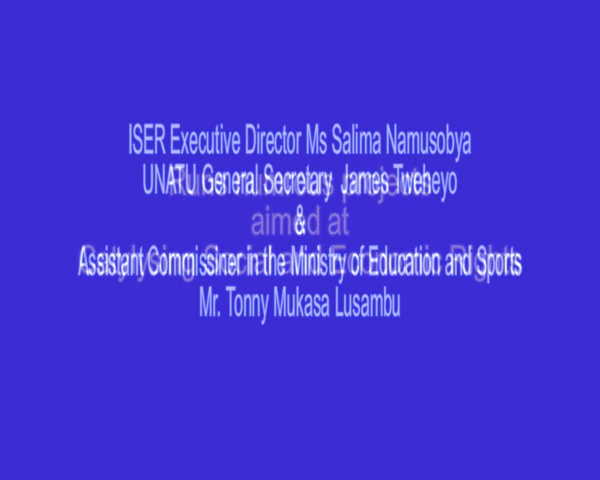 ISER Executive Director Ms Salima Namusobya
UNATU General Secretary James Tweheyo
&
aimed at
Assistant Commissiner in the Ministry of Education and Sports
Mr. Tonny Mukasa Lusambu